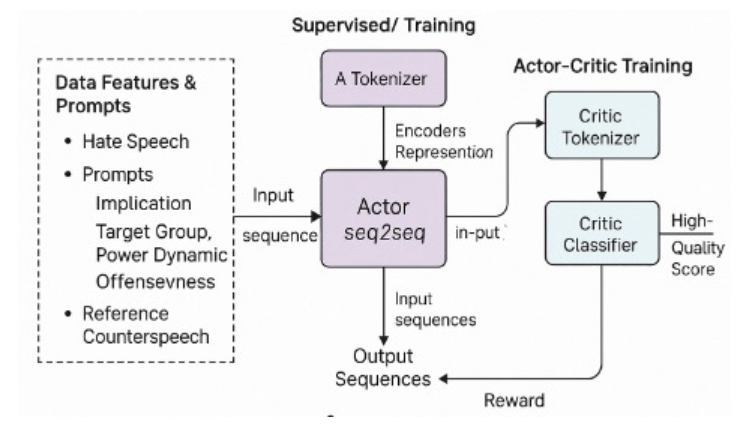 Supervised/ Training
Data Features &
Prompts
• Hate Speech
• Prompts
Implication
Target Group,
Power Dynamic
Offensevness
• Reference
Counterspeech
Input
sequence
A Tokenizer
Encoders
Represention
Actor
seq2seq
in-put
Input
sequences
Output
Sequences
Actor-Critic Training
Critic
Tokenizer
Critic
Classifier
High-
Quality
Score
Reward